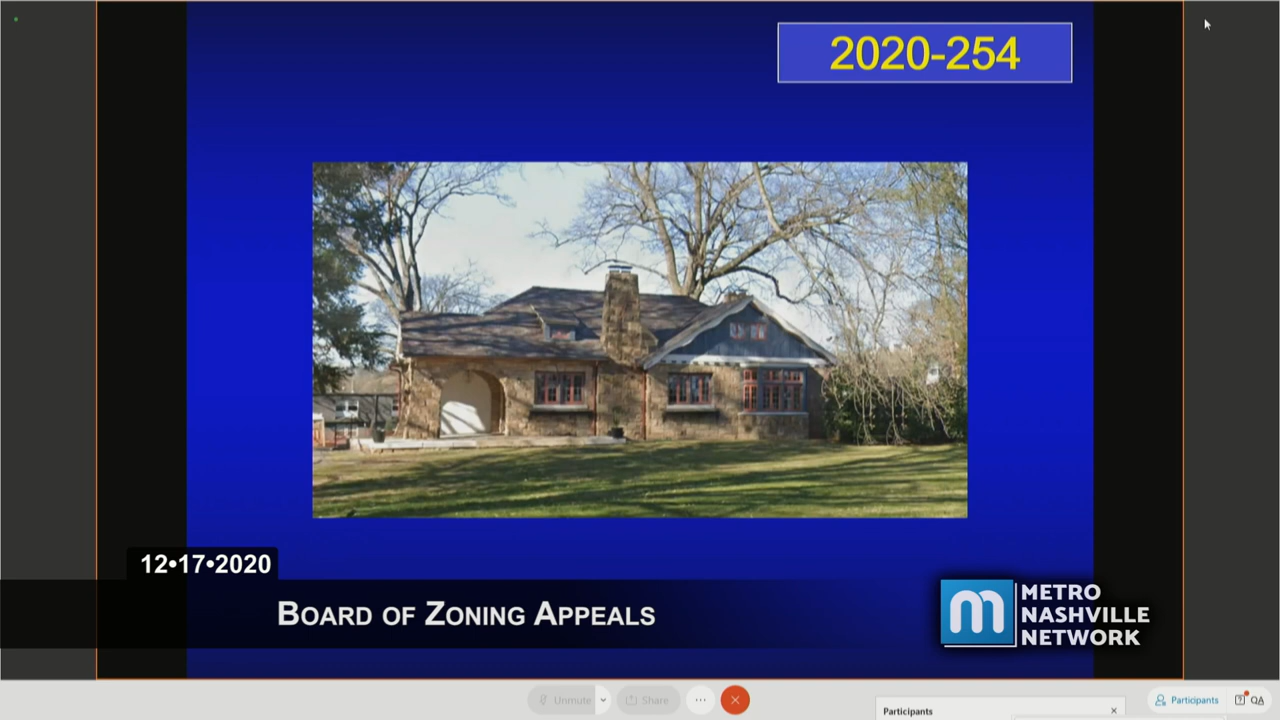 2020-254
12•17•2020
BOARD OF ZONING APPEALS
m
METRO
NASHVILLE
NETWORK
Unmute
Share
Participants
QA
Participants